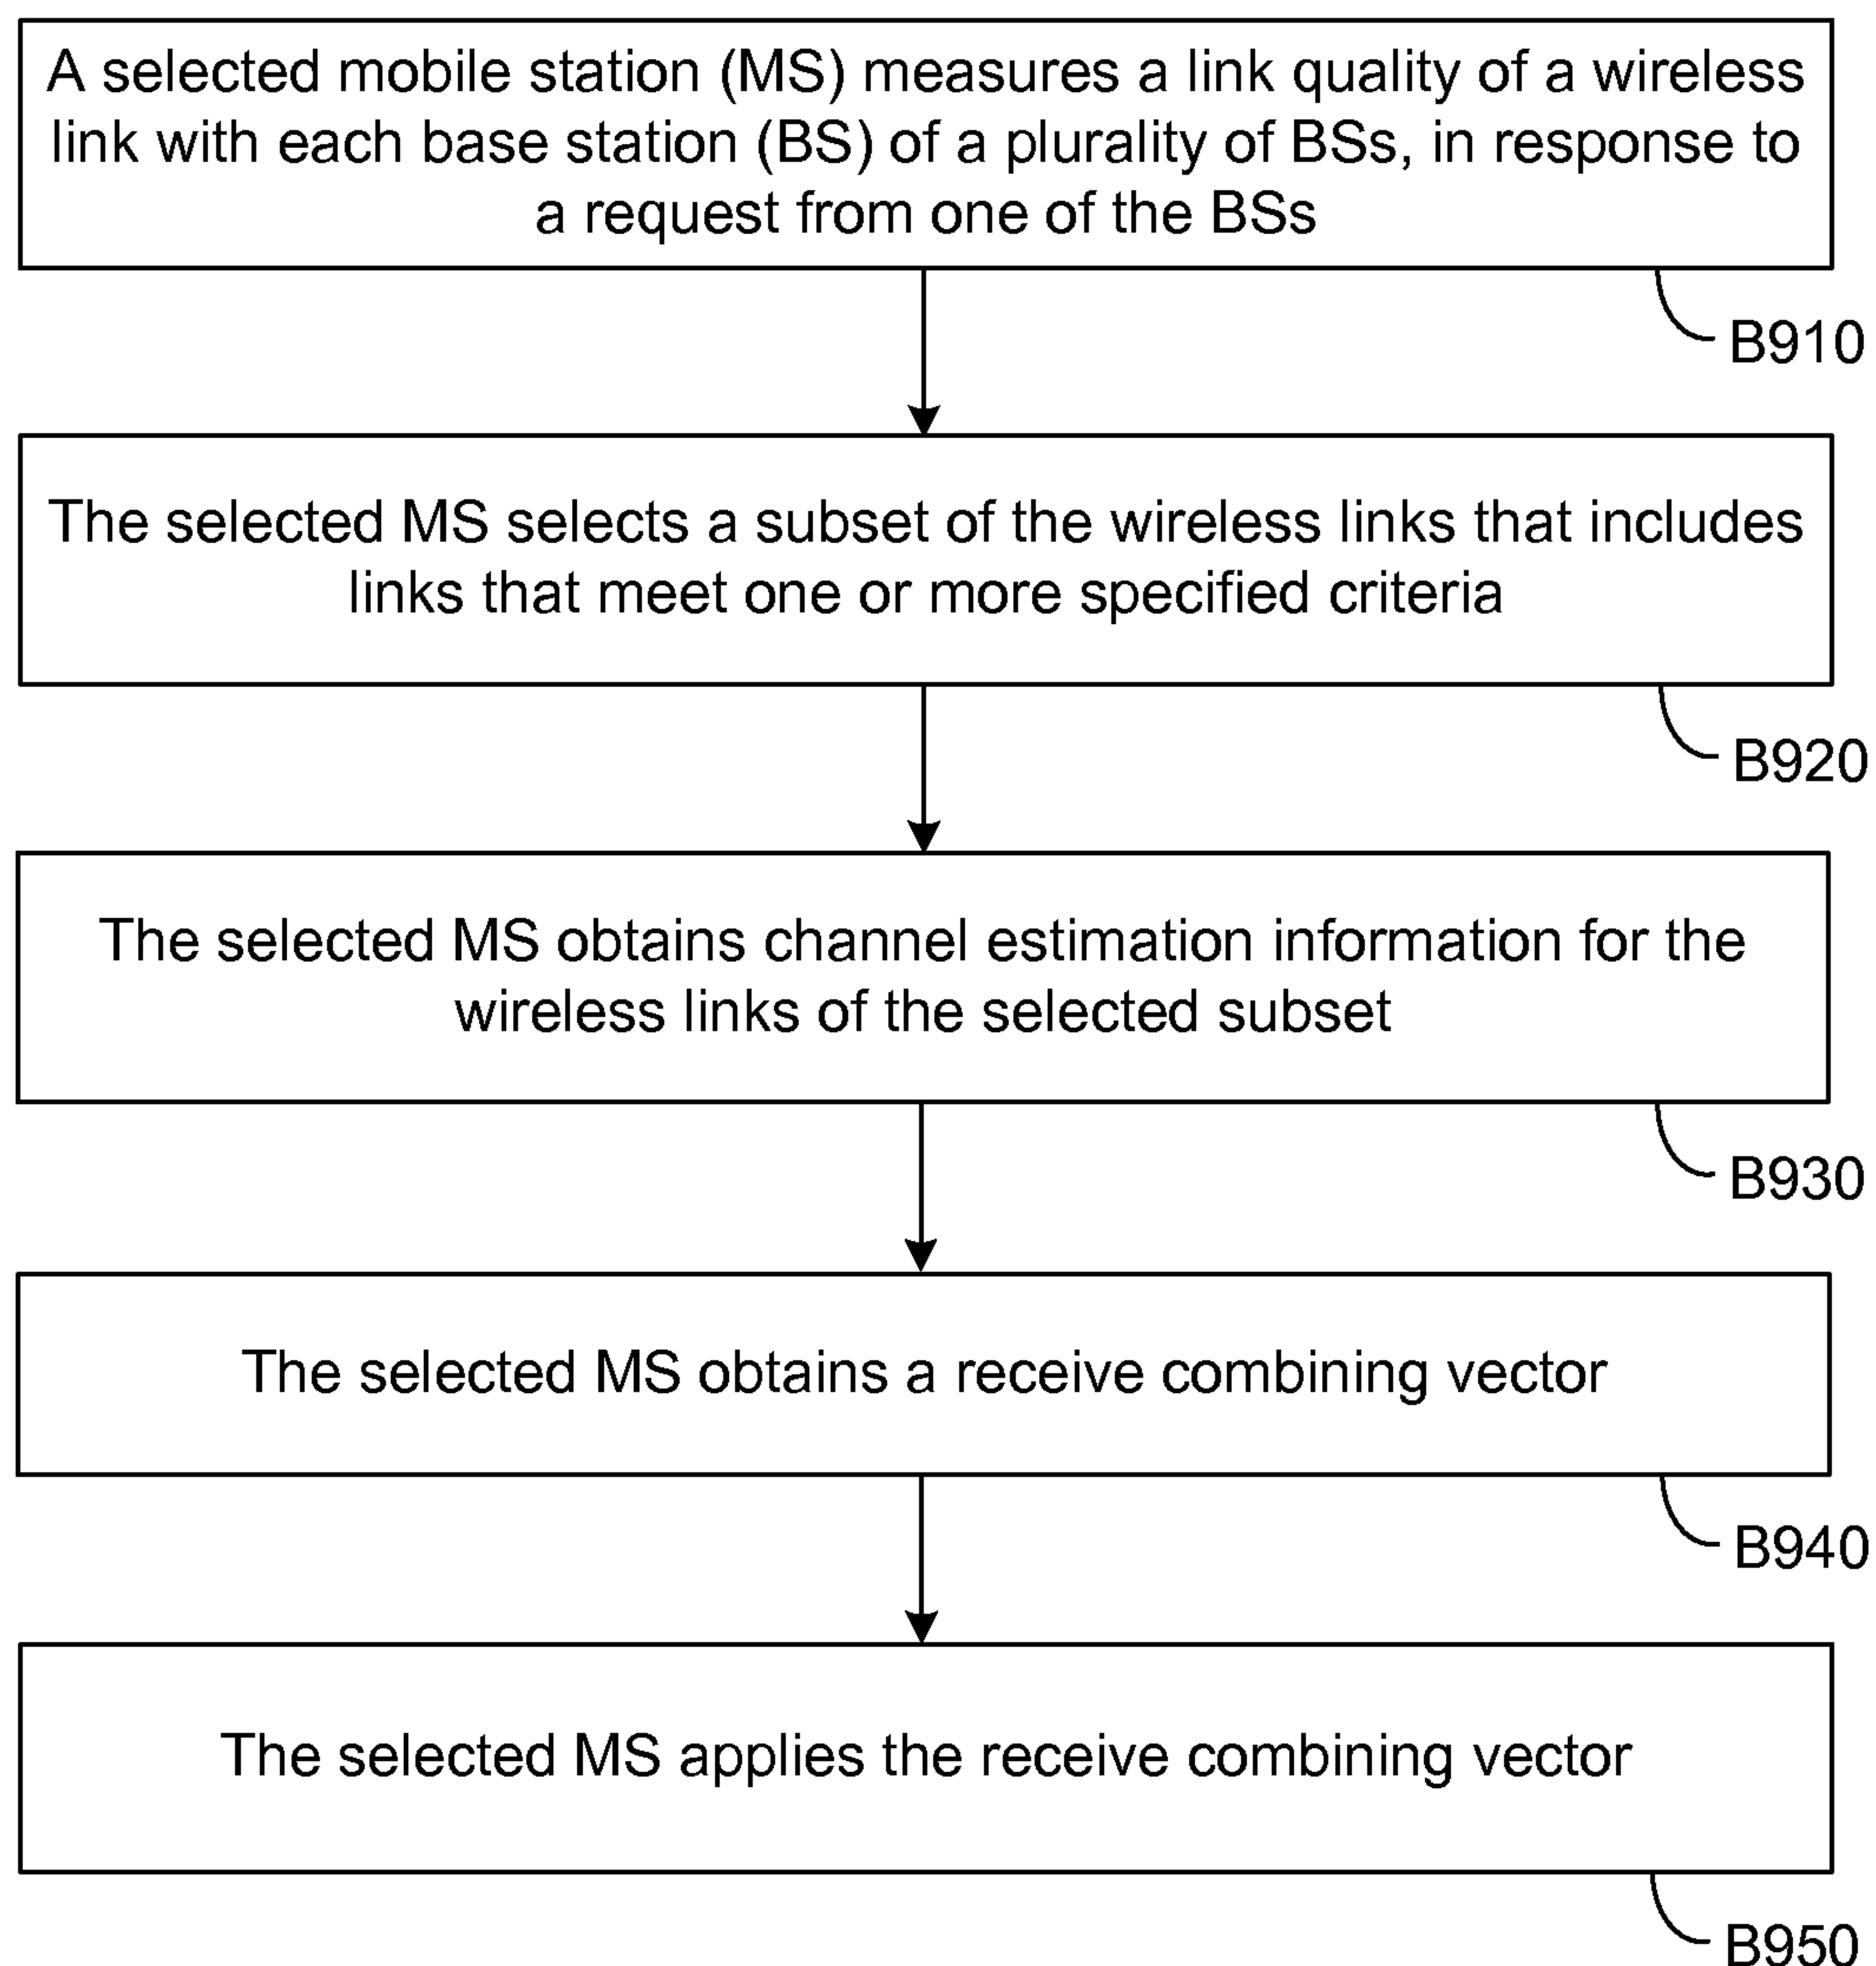 A selected mobile station (MS) measures a link quality of a wireless
link with each base station (BS) of a plurality of BSs, in response to
a request from one of the BSs
B910
The selected MS selects a subset of the wireless links that includes
links that meet one or more specified criteria
B920
The selected MS obtains channel estimation information for the
wireless links of the selected subset
B930
The selected MS obtains a receive combining vector
B940
The selected MS applies the receive combining vector
B950